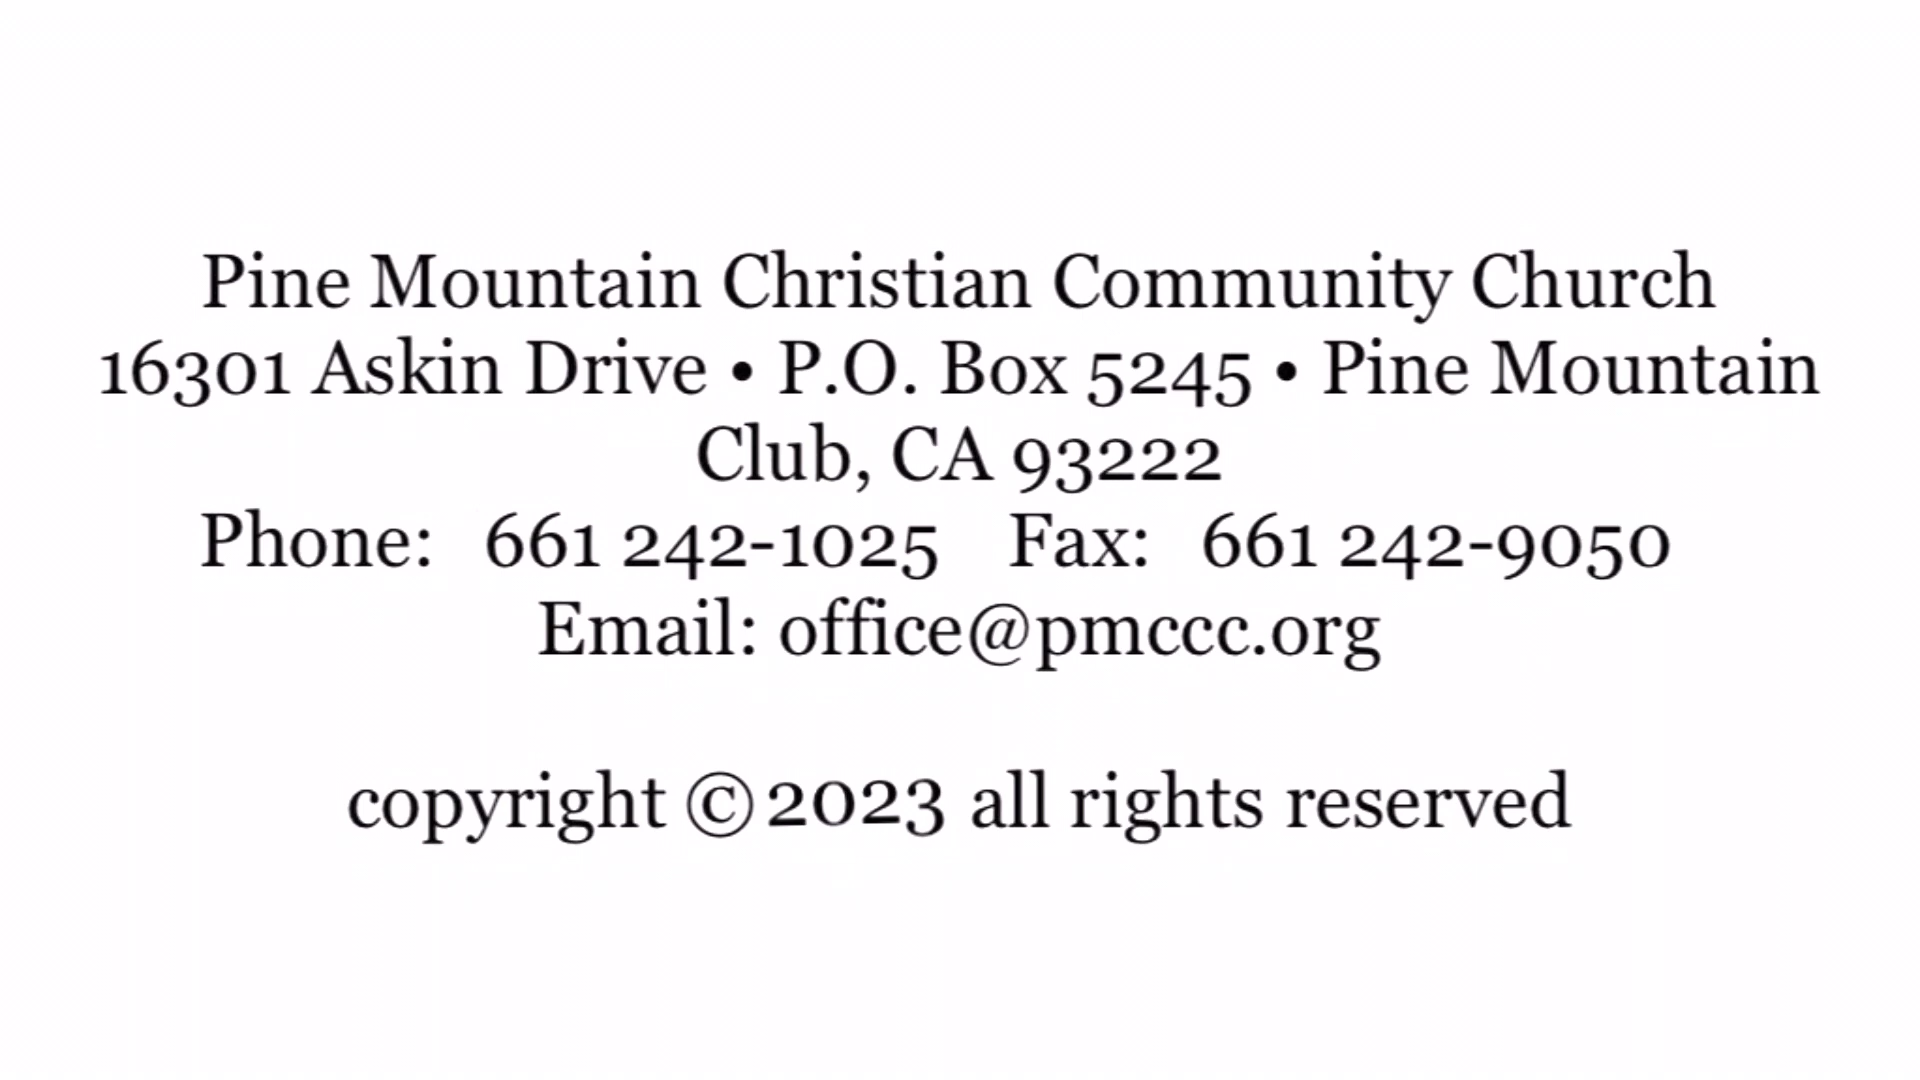 Pine Mountain Christian Community Church
16301 Askin Drive • P.O. Box 5245 • Pine Mountain
Club, CA 93222
Phone: 661 242-1025 Fax: 661 242-9050
Email: office@pmccc.org
copyright ©2023 all rights reserved